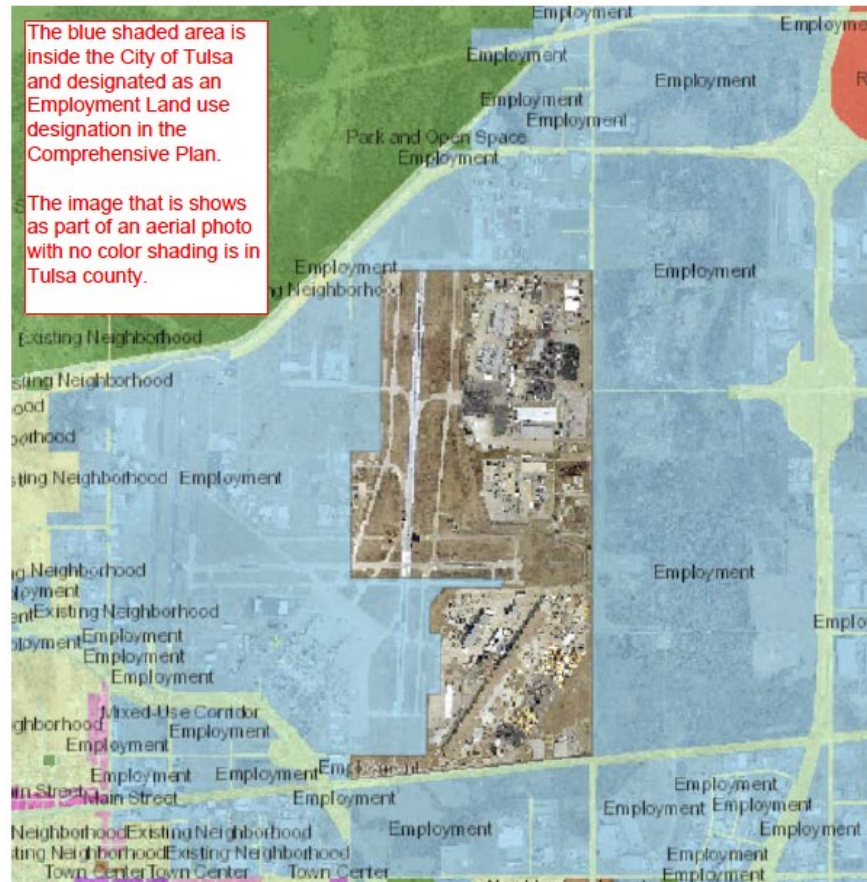 The blue shaded area is
inside the City of Tulsa
and designated as an
Employment Land use
designation in the
Comprehensive Plan.
The image that is shows
as part of an aerial photo
with no color shading is in
Tulsa county.
Employment
Employme
Employment
Employment
Employment
Employment
Park and Open Space
Employment
Employment
Employment
Neighborhood
Existing Neighborhood
Existing Neighborhood
Neighborhood
Employment
Neighborhood
Employment
Existing Neighborhood
Employment
Employment
Employment
Employment
Mixed-Use Corridor
Employment
Employment
Employment
Employment
Employment
Main Street
Main Street
Employment
Employment
Employment
Employment
Employment
Employment
Neighborhood
Existing Neighborhood
Existing Neighborhood
Employment
Employment
Town Center
Town Center
Town Center
Employment